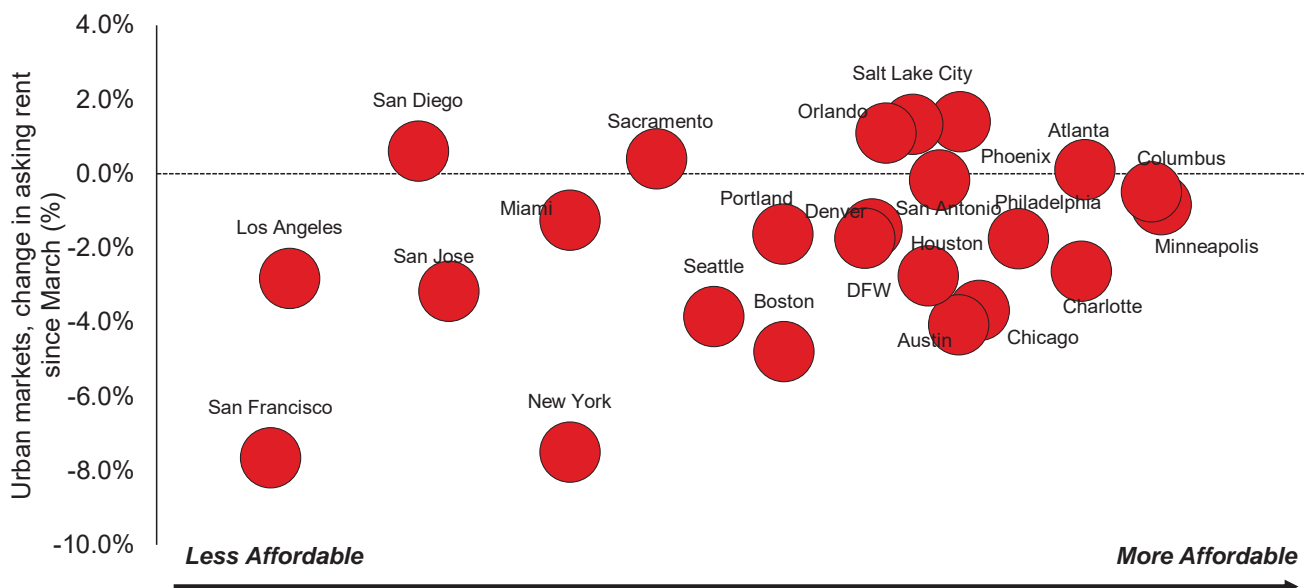 Urban markets, change in asking rent
since March (%)
4.0%
2.0%
0.0%
-2.0%
-4.0%
-6.0%
-8.0%
-10.0%
Salt Lake City
San Diego
Orlando
Sacramento
Atlanta
Phoenix
Columbus
Portland
Philadelphia
Miami
Denver
San Antonio
Los Angeles
Houston
Minneapolis
San Jose
Seattle
DFW
Boston
Charlotte
Austin
Chicago
New York
San Francisco
Less Affordable
More Affordable